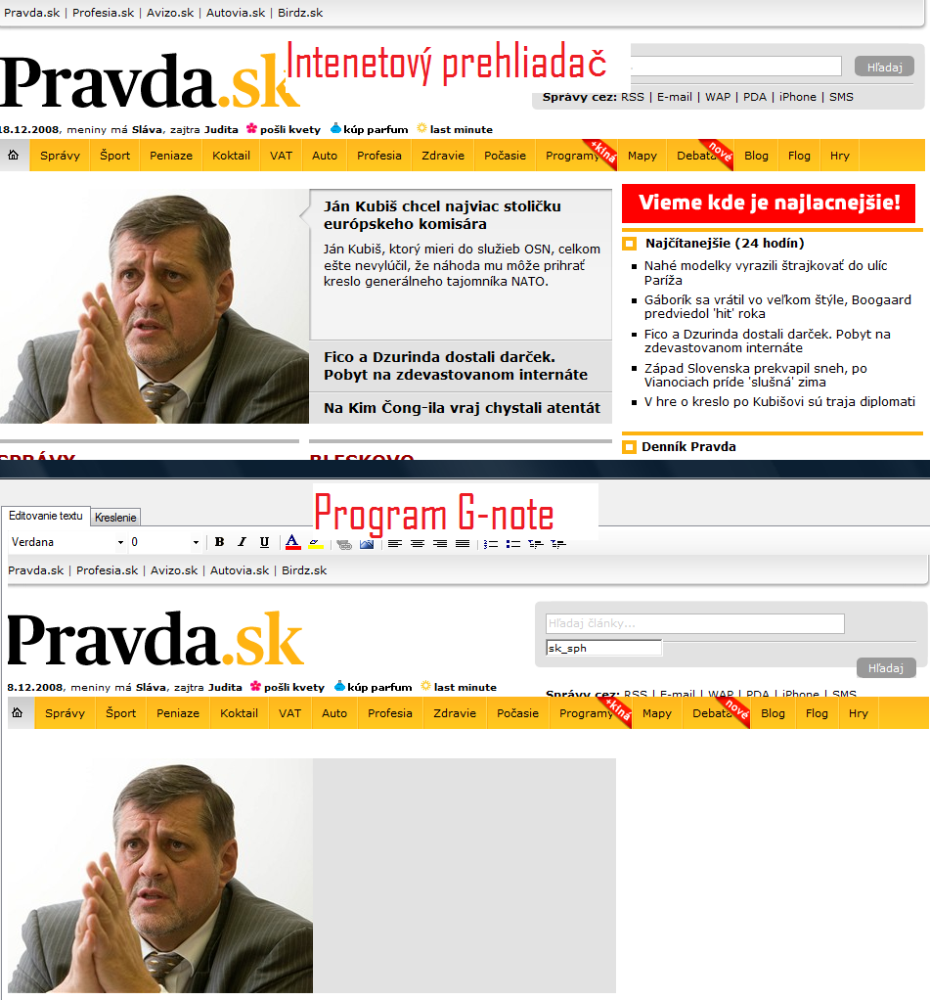 Pravda.sk | Profesia.sk | Avizo.sk | Autovia.sk | Birdz.sk
Pravda.sk
Intenetový prehliadač
Hľadaj
Správy cez: RSS | E-mail | WAP | PDA | iPhone | SMS
18.12.2008, meniny má Sláva, zajtra Judita pošli kvety kúp parfum last minute
Správy Šport Peniaze Koktail VAT Auto Profesia Zdravie Počasie Programy +kiná Mapy Debata nové Blog Flog Hry
Ján Kubiš chcel najviac stoličku
európskeho komisára
Ján Kubiš, ktorý mieri do služieb OSN, celkom
ešte nevylúčil, že náhoda mu môže prihrať
kreslo generálneho tajomníka NATO.
Fico a Dzurinda dostali darček.
Pobyt na zdevastovanom internáte
Na Kim Čong-ila vraj chystali atentát
Vieme kde je najlacnejšie!
Najčítanejšie (24 hodín)
Nahé modelky vyrazili štrajkovať do ulíc
Paríža
Gáborík sa vrátil vo veľkom štýle, Boogaard
predviedol 'hit' roka
Fico a Dzurinda dostali darček. Pobyt na
zdevastovanom internáte
Západ Slovenska prekvapil sneh, po
Vianociach príde 'slušná' zima
V hre o kreslo po Kubišovi sú traja diplomati
Denník Pravda
SPRÁVY
BLESKOVO
Program G-note
Editovanie textu Kreslenie
Verdana 0 B I U A
Pravda.sk | Profesia.sk | Avizo.sk | Autovia.sk | Birdz.sk
Pravda.sk
Hľadaj články...
sk_sph
Hľadaj
Správy cez: RSS | E-mail | WAP | PDA | iPhone | SMS
8.12.2008, meniny má Sláva, zajtra Judita pošli kvety kúp parfum last minute
Správy Šport Peniaze Koktail VAT Auto Profesia Zdravie Počasie Programy +kiná Mapy Debata nové Blog Flog Hry